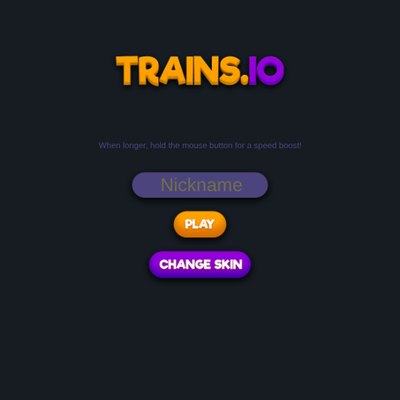 TRAINS.IO
When longer, hold the mouse button for a speed boost!
Nickname
PLAY
CHANGE SKIN